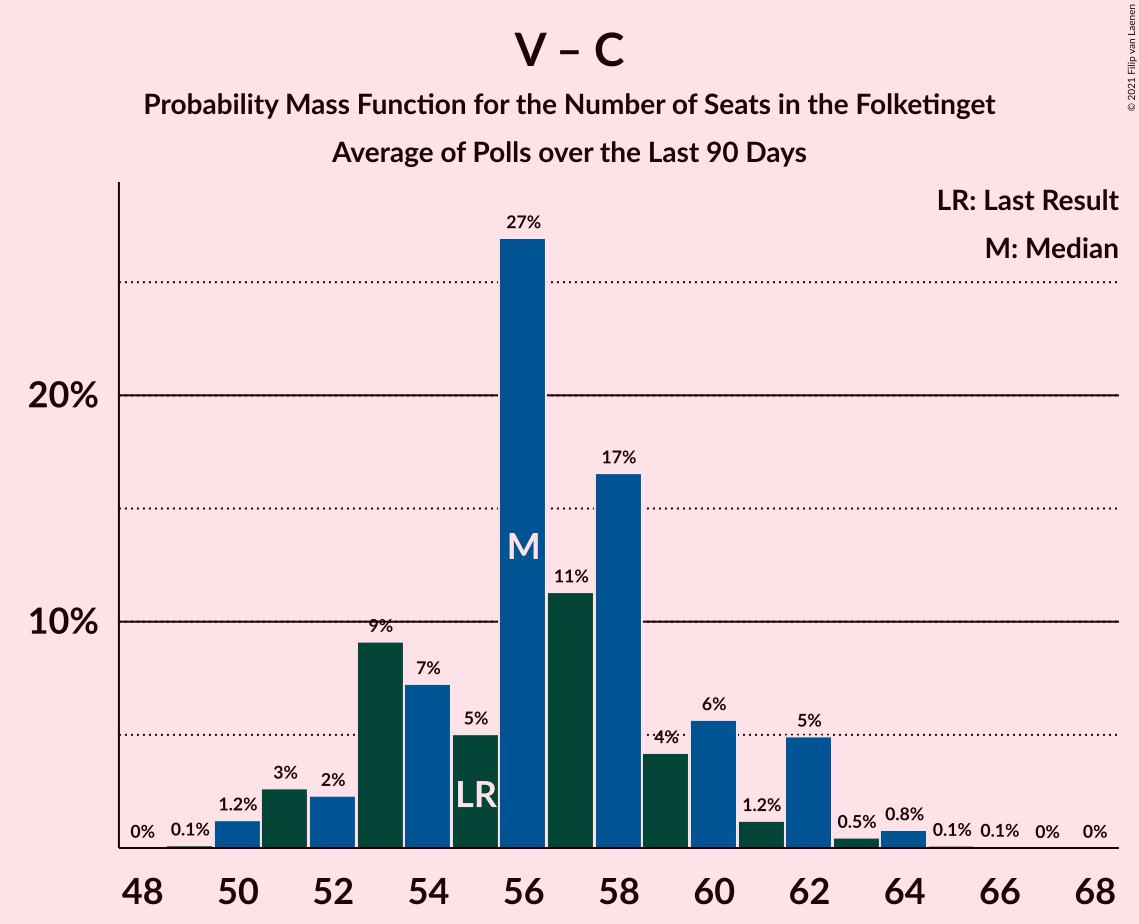 V – C
Probability Mass Function for the Number of Seats in the Folketinget
Average of Polls over the Last 90 Days
© 2021 Filip van Laenen
LR: Last Result
M: Median
20%
10%
0%
0.1%
1.2%
3%
2%
9%
7%
5%
27%
11%
17%
4%
6%
1.2%
5%
0.5%
0.8%
0.1%
0.1%
0%
0%
M
LR
48 50 52 54 56 58 60 62 64 66 68